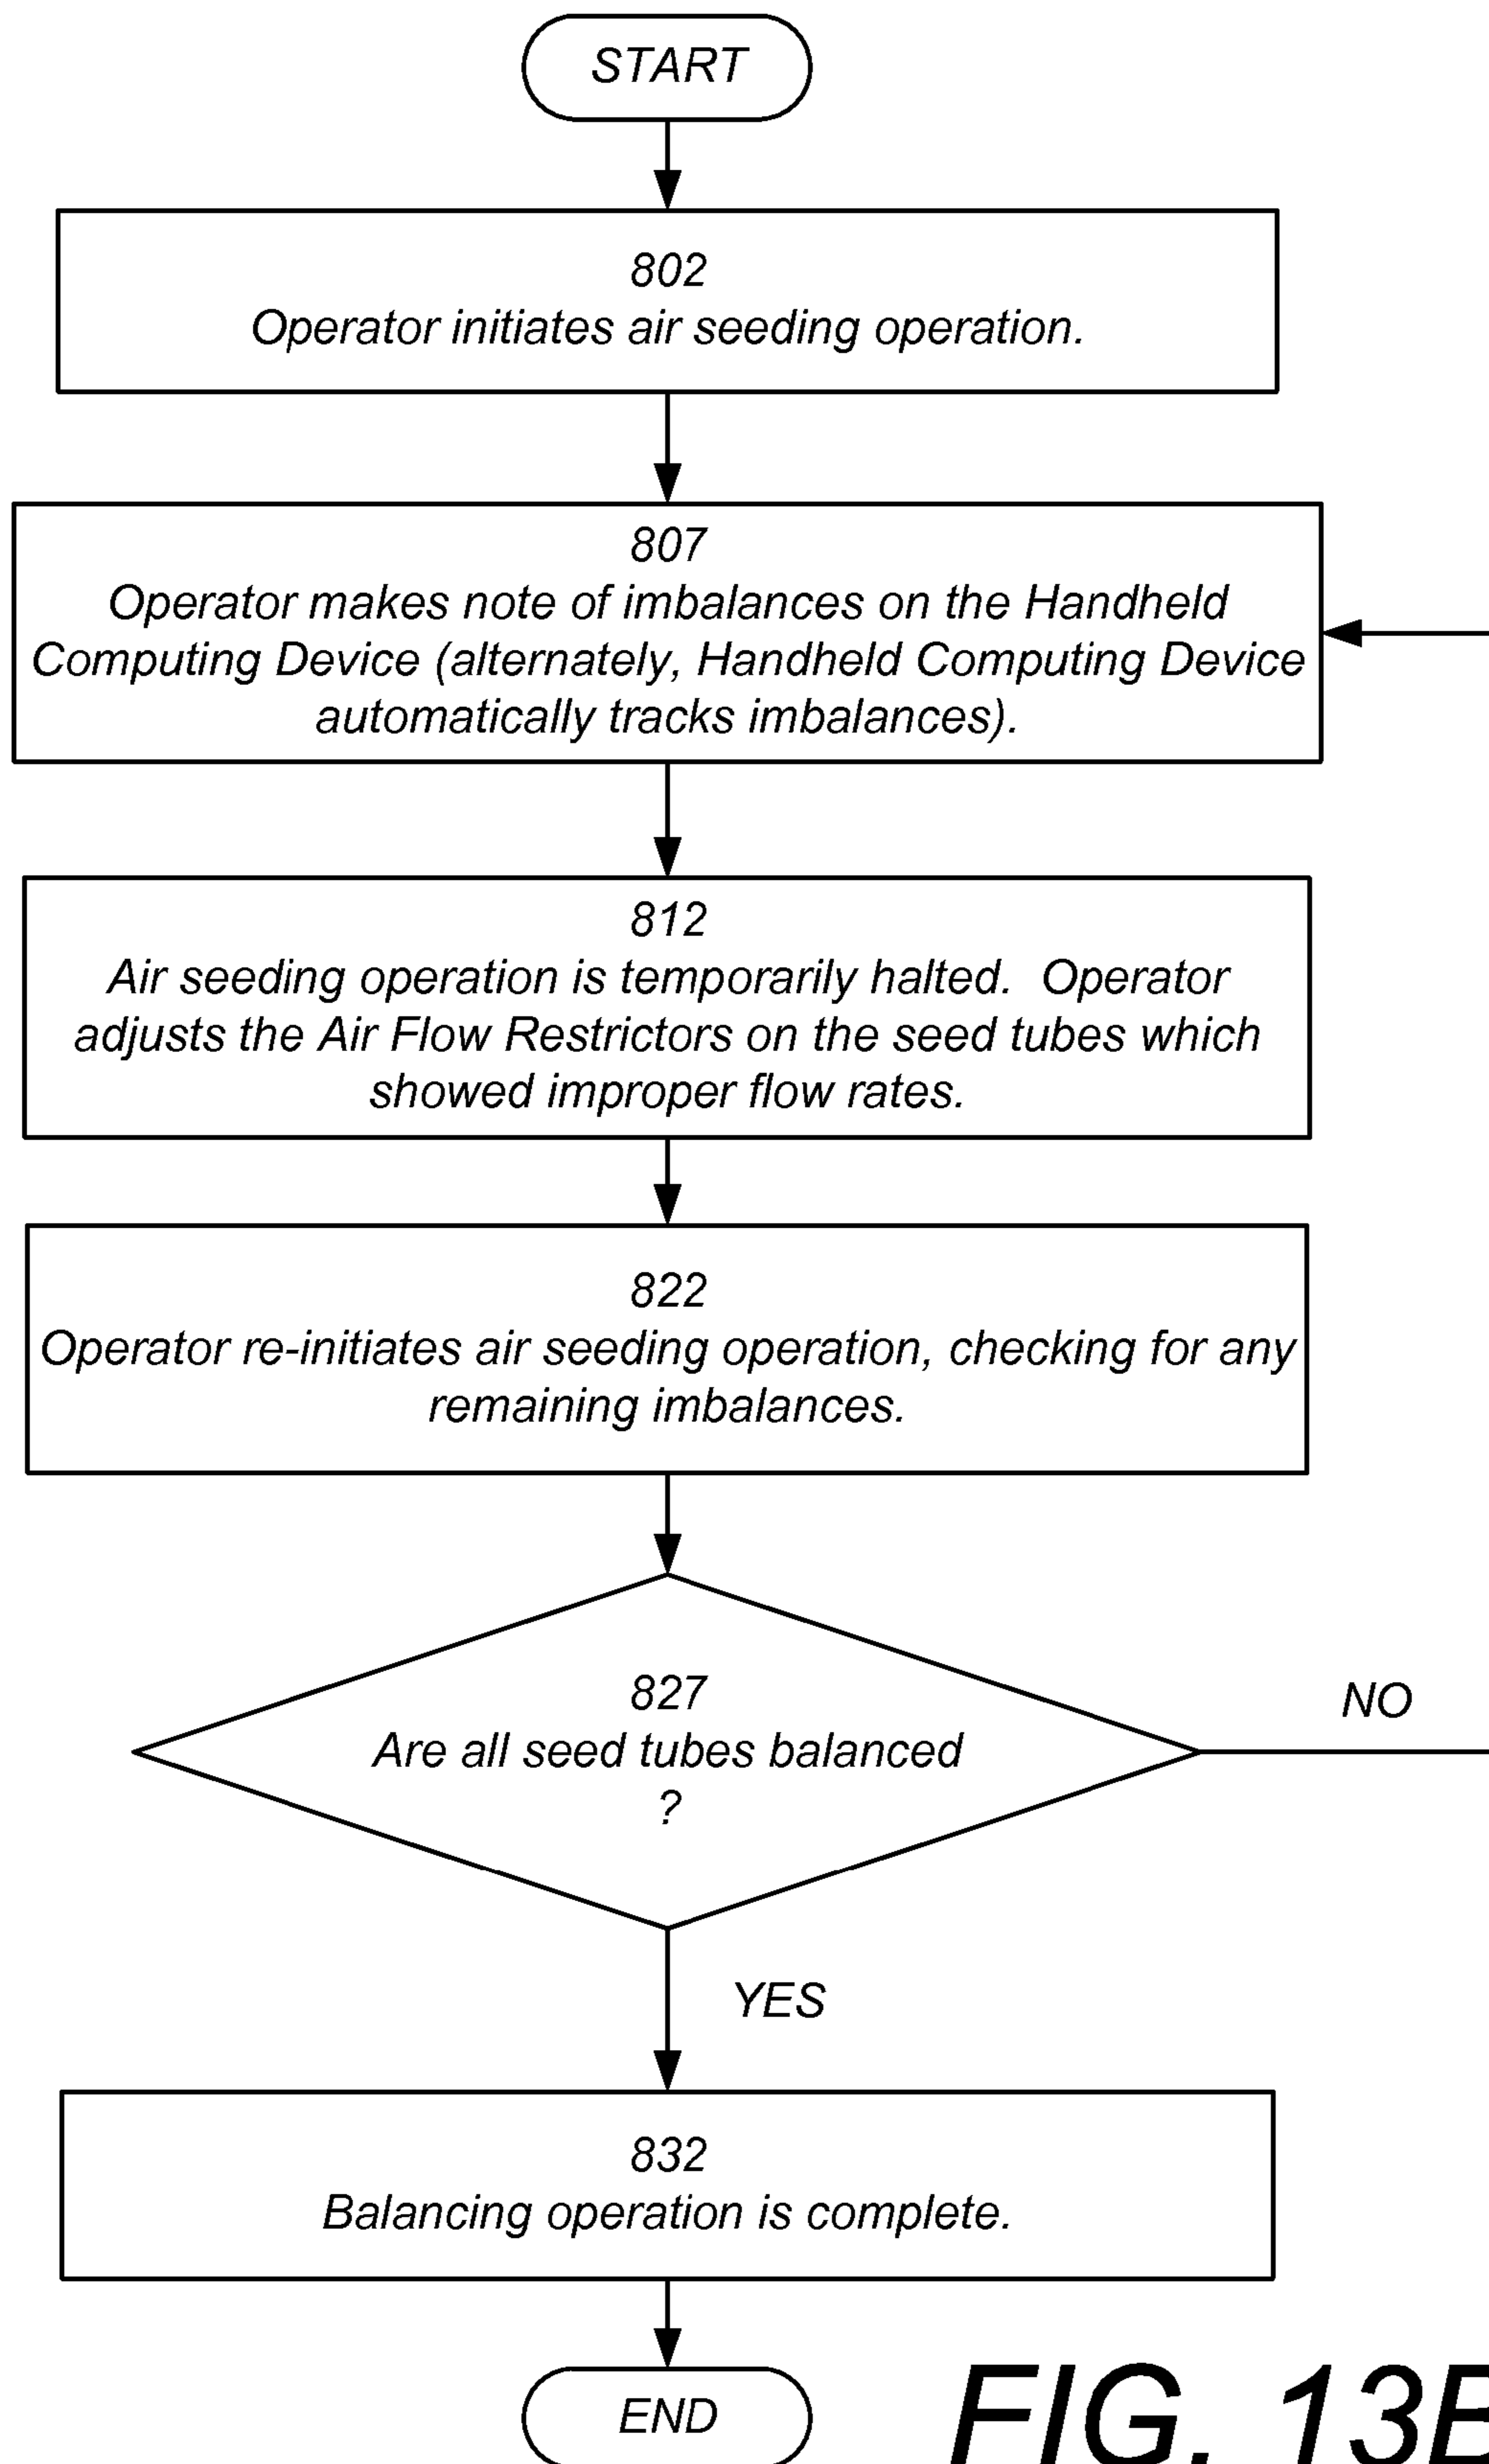 START
802
Operator initiates air seeding operation.
807
Operator makes note of imbalances on the Handheld
Computing Device (alternately, Handheld Computing Device
automatically tracks imbalances).
812
Air seeding operation is temporarily halted. Operator
adjusts the Air Flow Restrictors on the seed tubes which
showed improper flow rates.
822
Operator re-initiates air seeding operation, checking for any
remaining imbalances.
827
Are all seed tubes balanced
?
NO
YES
832
Balancing operation is complete.
END
FIG. 13B